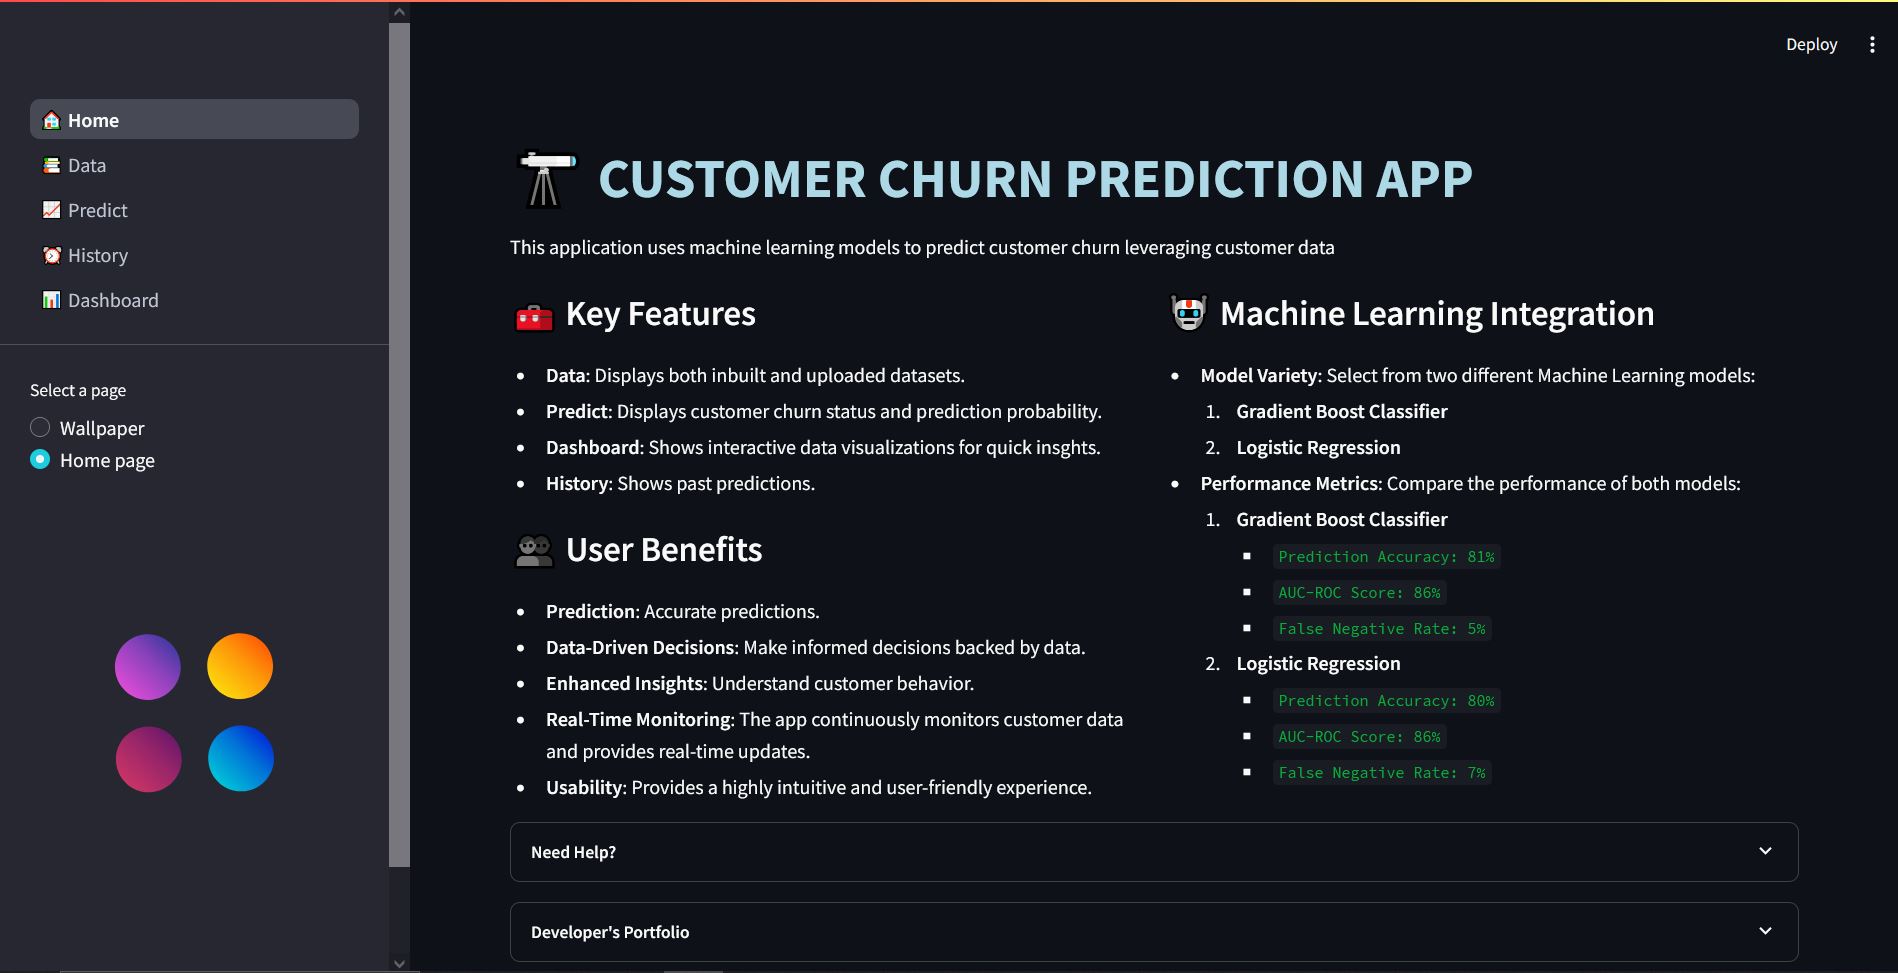 Deploy
Home
Data
Predict
History
Dashboard
Select a page
Wallpaper
Home page
CUSTOMER CHURN PREDICTION APP
This application uses machine learning models to predict customer churn leveraging customer data
Key Features
• Data: Displays both inbuilt and uploaded datasets.
• Predict: Displays customer churn status and prediction probability.
• Dashboard: Shows interactive data visualizations for quick insghts.
• History: Shows past predictions.
User Benefits
• Prediction: Accurate predictions.
• Data-Driven Decisions: Make informed decisions backed by data.
• Enhanced Insights: Understand customer behavior.
• Real-Time Monitoring: The app continuously monitors customer data
and provides real-time updates.
• Usability: Provides a highly intuitive and user-friendly experience.
Machine Learning Integration
• Model Variety: Select from two different Machine Learning models:
1. Gradient Boost Classifier
2. Logistic Regression
• Performance Metrics: Compare the performance of both models:
1. Gradient Boost Classifier
▪ Prediction Accuracy: 81%
▪ AUC-ROC Score: 86%
▪ False Negative Rate: 5%
2. Logistic Regression
▪ Prediction Accuracy: 80%
▪ AUC-ROC Score: 86%
▪ False Negative Rate: 7%
Need Help?
Developer's Portfolio